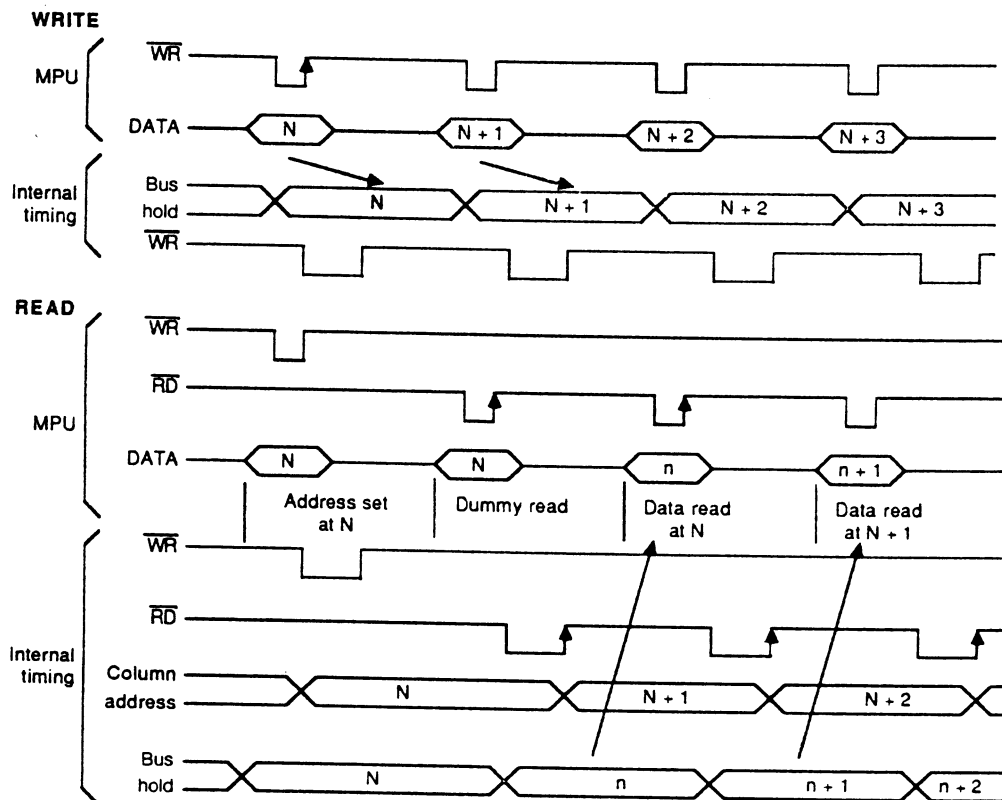 WRITE
MPU
WR
DATA N N + 1 N + 2 N + 3
Internal
timing
Bus
hold
N N + 1 N + 2 N + 3
WR
READ
MPU
WR
RD
DATA N N n n + 1
Address set
at N
Dummy read
Data read
at N
Data read
at N + 1
Internal
timing
WR
RD
Column
address
N N + 1 N + 2
Bus
hold
N n n + 1 n + 2